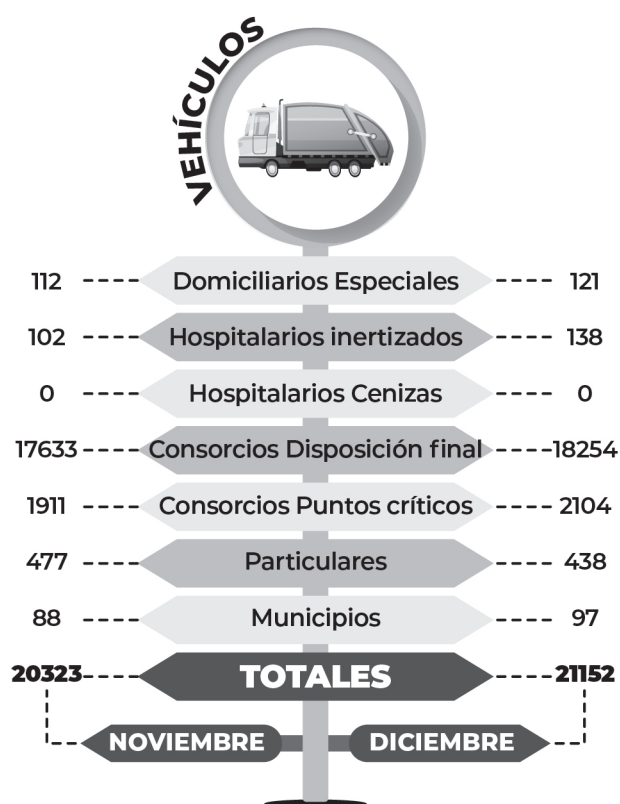 VEHÍCULOS
112 Domiciliarios Especiales 121
102 Hospitalarios inertizados 138
0 Hospitalarios Cenizas 0
17633 Consorcios Disposición final 18254
1911 Consorcios Puntos críticos 2104
477 Particulares 438
88 Municipios 97
20323 TOTALES 21152
NOVIEMBRE DICIEMBRE